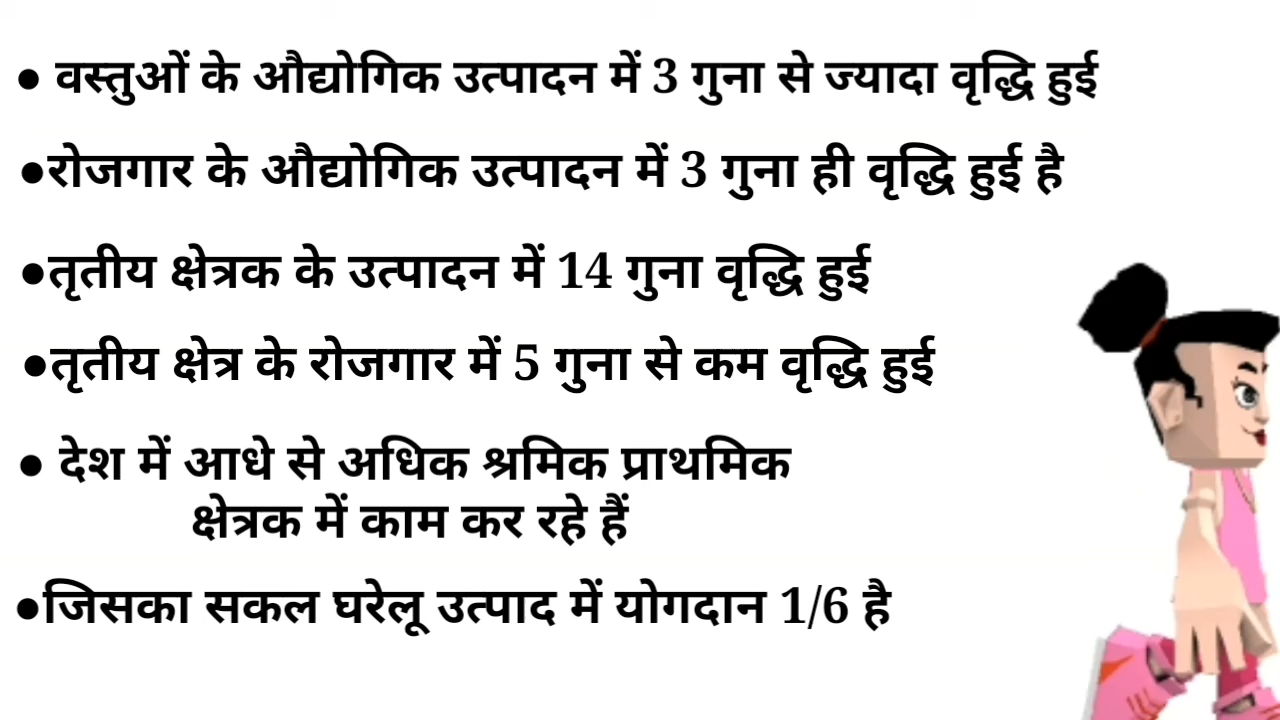 ● वस्तुओं के औद्योगिक उत्पादन में 3 गुना से ज्यादा वृद्धि हुई
●रोजगार के औद्योगिक उत्पादन में 3 गुना ही वृद्धि हुई है
●तृतीय क्षेत्रक के उत्पादन में 14 गुना वृद्धि हुई
●तृतीय क्षेत्र के रोजगार में 5 गुना से कम वृद्धि हुई
● देश में आधे से अधिक श्रमिक प्राथमिक
क्षेत्रक में काम कर रहे हैं
●जिसका सकल घरेलू उत्पाद में योगदान 1/6 है